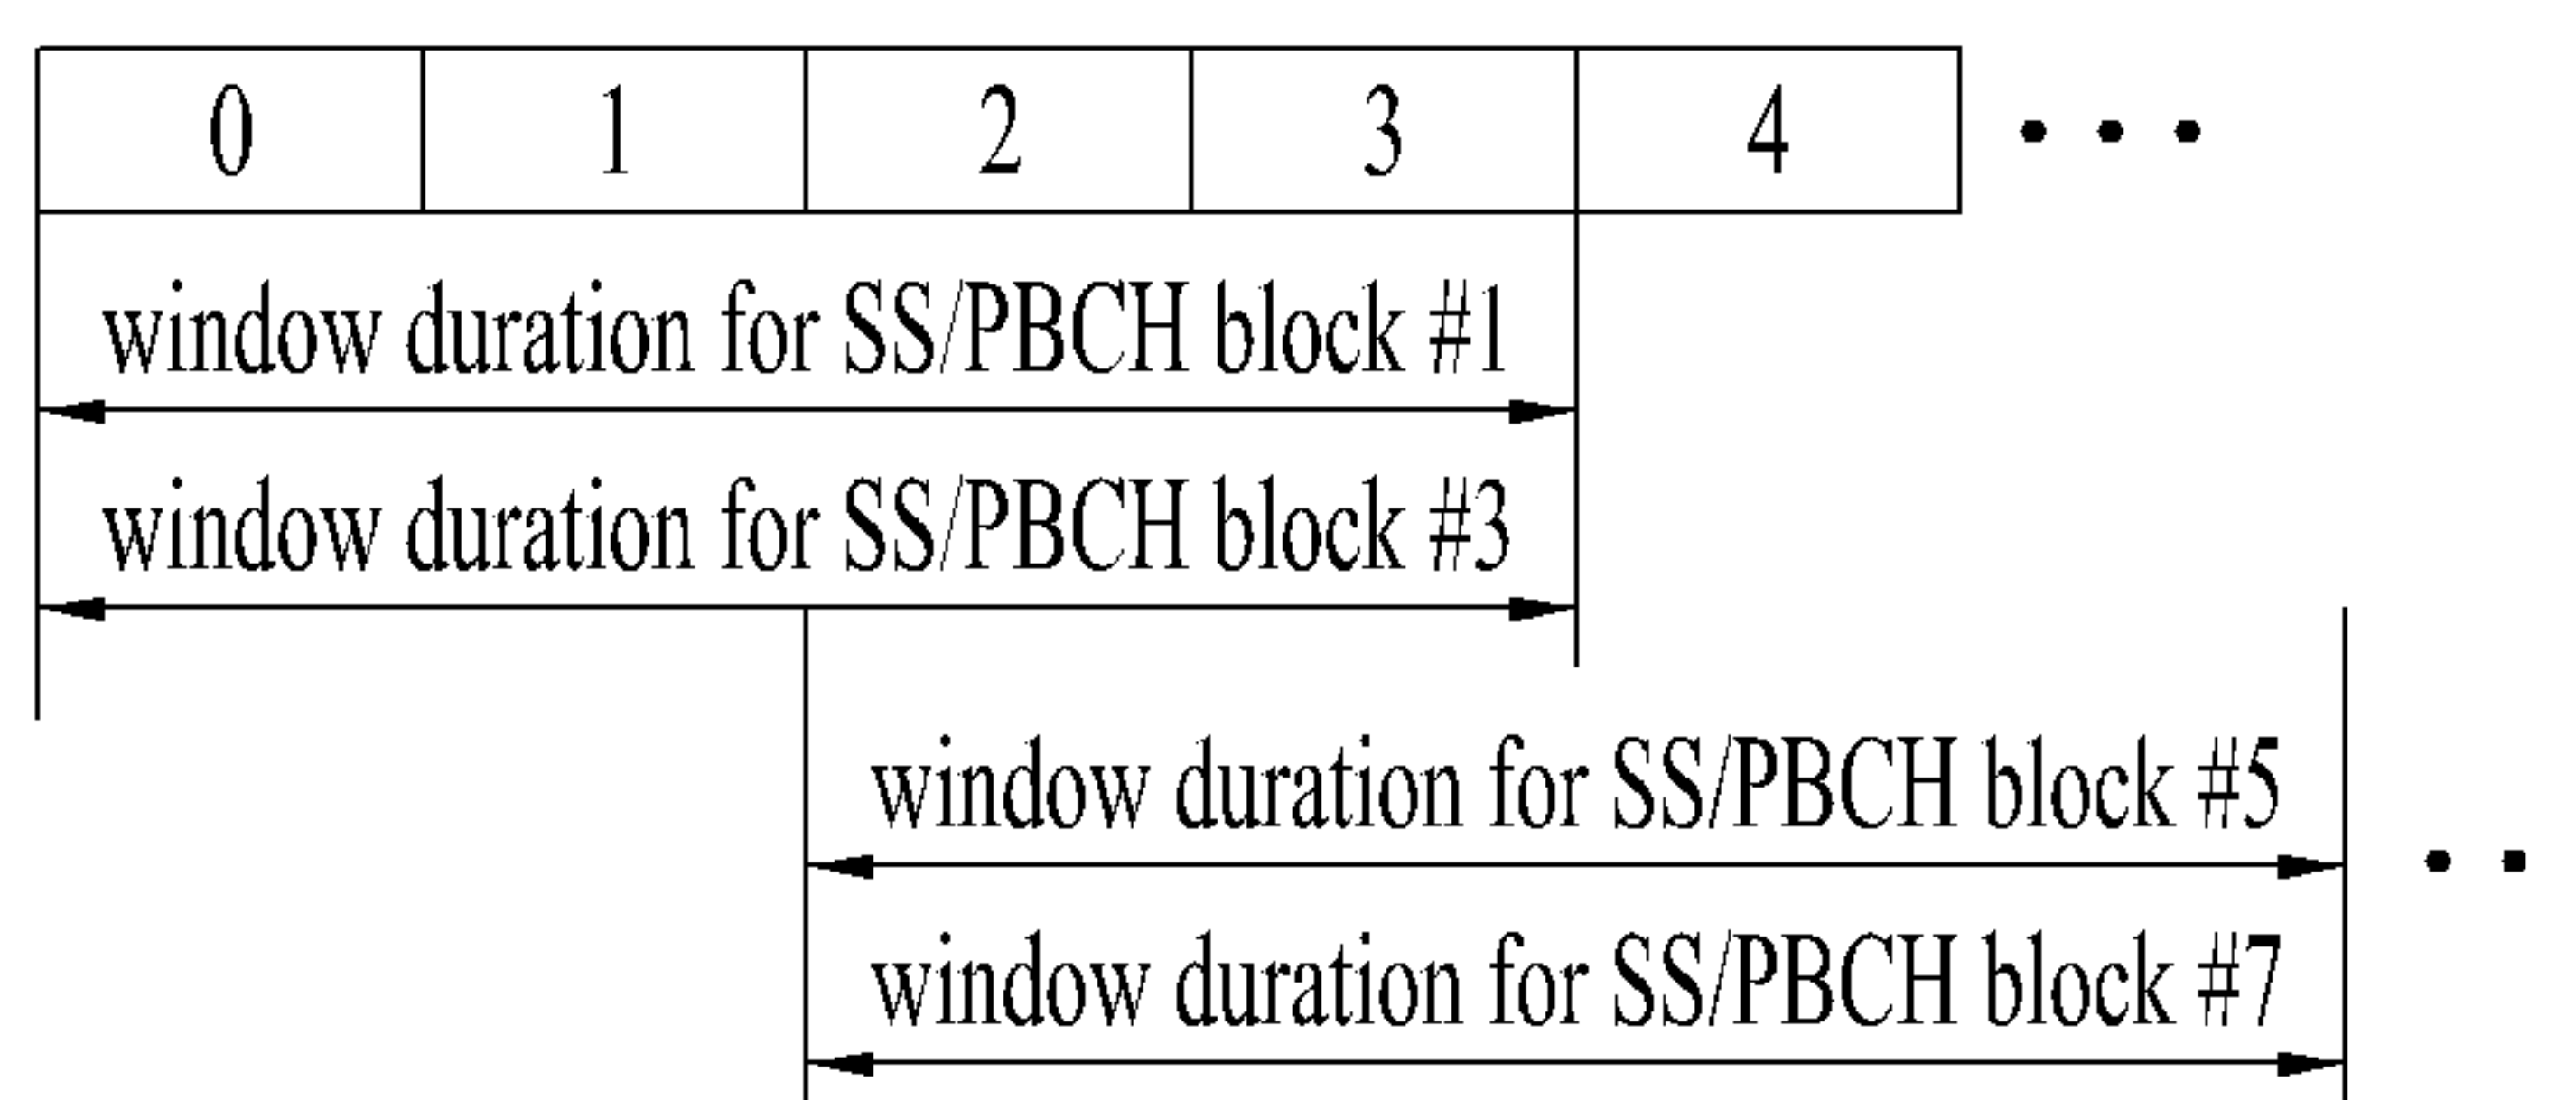 0 1 2 3 4 • • •
window duration for SS/PBCH block #1
window duration for SS/PBCH block #3
window duration for SS/PBCH block #5
• •
window duration for SS/PBCH block #7